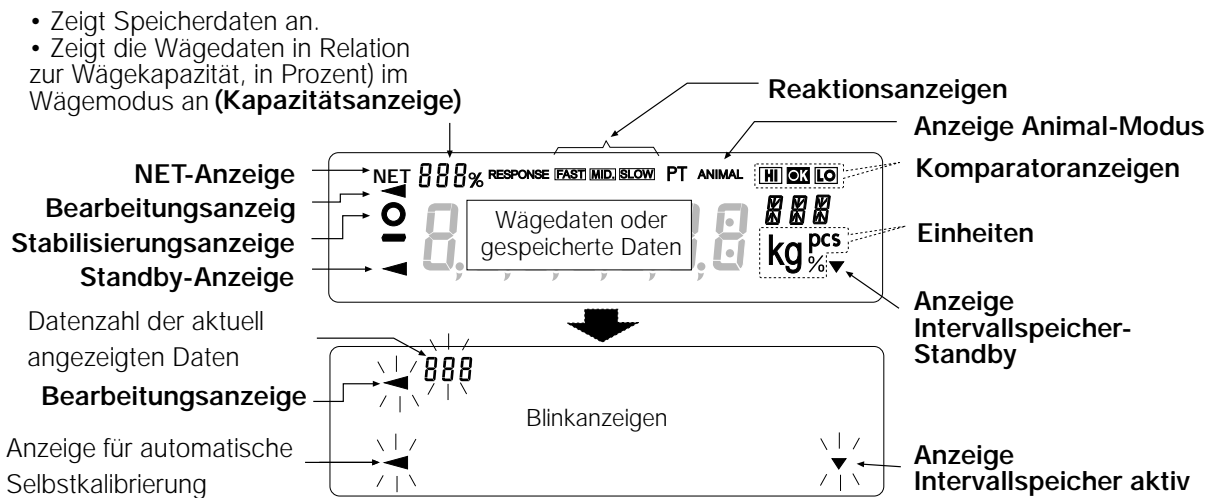 • Zeigt Speicherdaten an.
• Zeigt die Wägedaten in Relation
zur Wägekapazität, in Prozent) im
Wägemodus an (Kapazitätsanzeige)
Reaktionsanzeigen
Anzeige Animal-Modus
Komparatoranzeigen
NET-Anzeige
NET 888% RESPONSE FAST MID. SLOW PT ANIMAL HI OK LO
Bearbeitungsanzeig
Stabilisierungsanzeige
Standby-Anzeige
8.
Wägedaten oder
gespeicherte Daten
.8
kg pcs
%
Einheiten
Anzeige
Intervallspeicher-
Standby
Datenzahl der aktuell
angezeigten Daten
888
Bearbeitungsanzeige
Blinkanzeigen
Anzeige für automatische
Selbstkalibrierung
Anzeige
Intervallspeicher aktiv